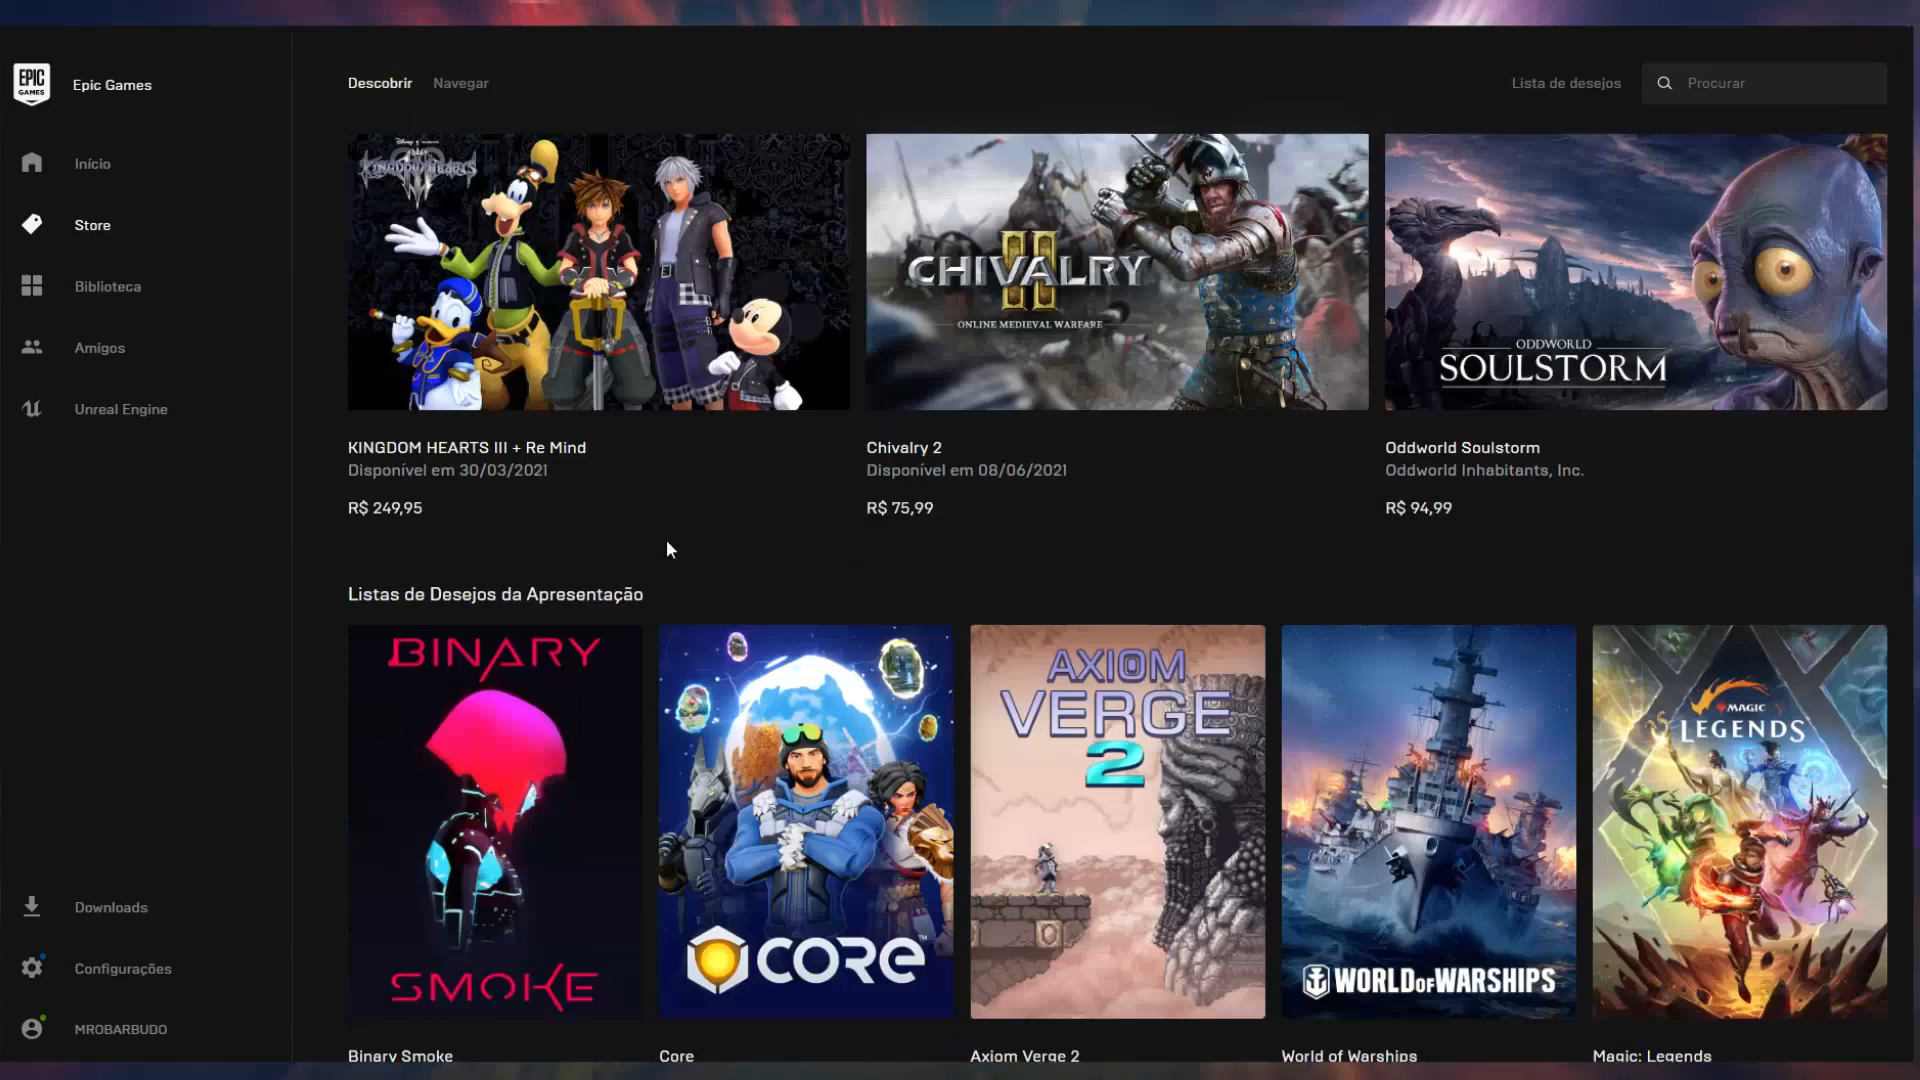 EPIC
GAMES
Epic Games
Início
Store
Biblioteca
Amigos
Unreal Engine
Downloads
Configurações
MROBARBUDO
Descobrir
Navegar
Lista de desejos
Procurar
Disney
KINGDOM HEARTS
III
KINGDOM HEARTS III + Re Mind
Disponível em 30/03/2021
R$ 249,95
II
CHIVALRY
ONLINE MEDIEVAL WARFARE
Chivalry 2
Disponível em 08/06/2021
R$ 75,99
ODDWORLD
SOULSTORM
Oddworld Soulstorm
Oddworld Inhabitants, Inc.
R$ 94,99
Listas de Desejos da Apresentação
BINARY
SMOKE
Binary Smoke
CORE™
Core
AXIOM
VERGE
2
Axiom Verge 2
WORLD OF WARSHIPS
World of Warships
MAGIC
LEGENDS
Magic: Legends